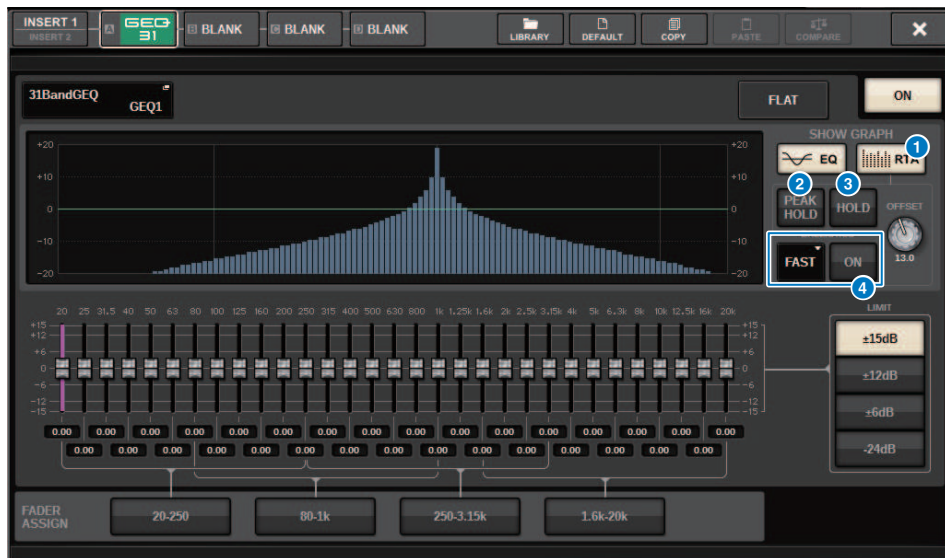 INSERT 1
INSERT 2
A
GEQ
31
B BLANK
C BLANK
D BLANK
LIBRARY
DEFAULT
COPY
PASTE
COMPARE
×
31BandGEQ
GEQ1
FLAT
ON
SHOW GRAPH
EQ
RTA
1
2
3
PEAK
HOLD
HOLD
OFFSET
13.0
FAST
ON
4
+20
+10
0
-10
-20
+20
+10
0
-10
-20
20 25 31.5 40 50 63 80 100 125 160 200 250 315 400 500 630 800 1k 1.25k 1.6k 2k 2.5k 3.15k 4k 5k 6.3k 8k 10k 12.5k 16k 20k
+15
+12
+6
0
-6
-12
-15
+15
+12
+6
0
-6
-12
-15
LIMIT
±15dB
±12dB
±6dB
-24dB
0.00 0.00 0.00 0.00 0.00 0.00 0.00 0.00 0.00 0.00 0.00 0.00 0.00 0.00 0.00 0.00
0.00 0.00 0.00 0.00 0.00 0.00 0.00 0.00 0.00 0.00 0.00 0.00 0.00 0.00 0.00
FADER
ASSIGN
20-250
80-1k
250-3.15k
1.6k-20k